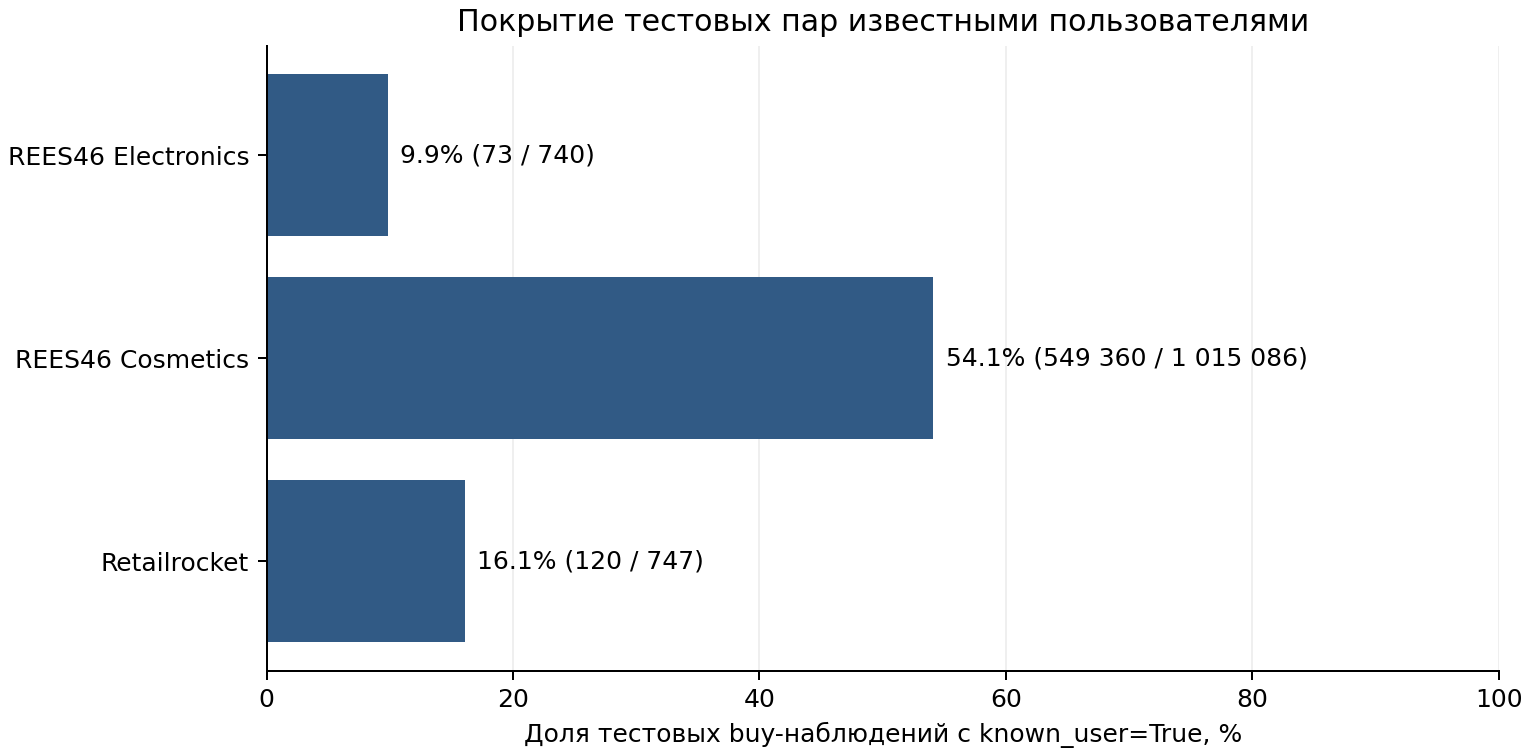 Покрытие тестовых пар известными пользователями
REES46 Electronics
9.9% (73 / 740)
REES46 Cosmetics
54.1% (549 360 / 1 015 086)
Retailrocket
16.1% (120 / 747)
0 20 40 60 80 100
Доля тестовых buy-наблюдений с known_user=True, %